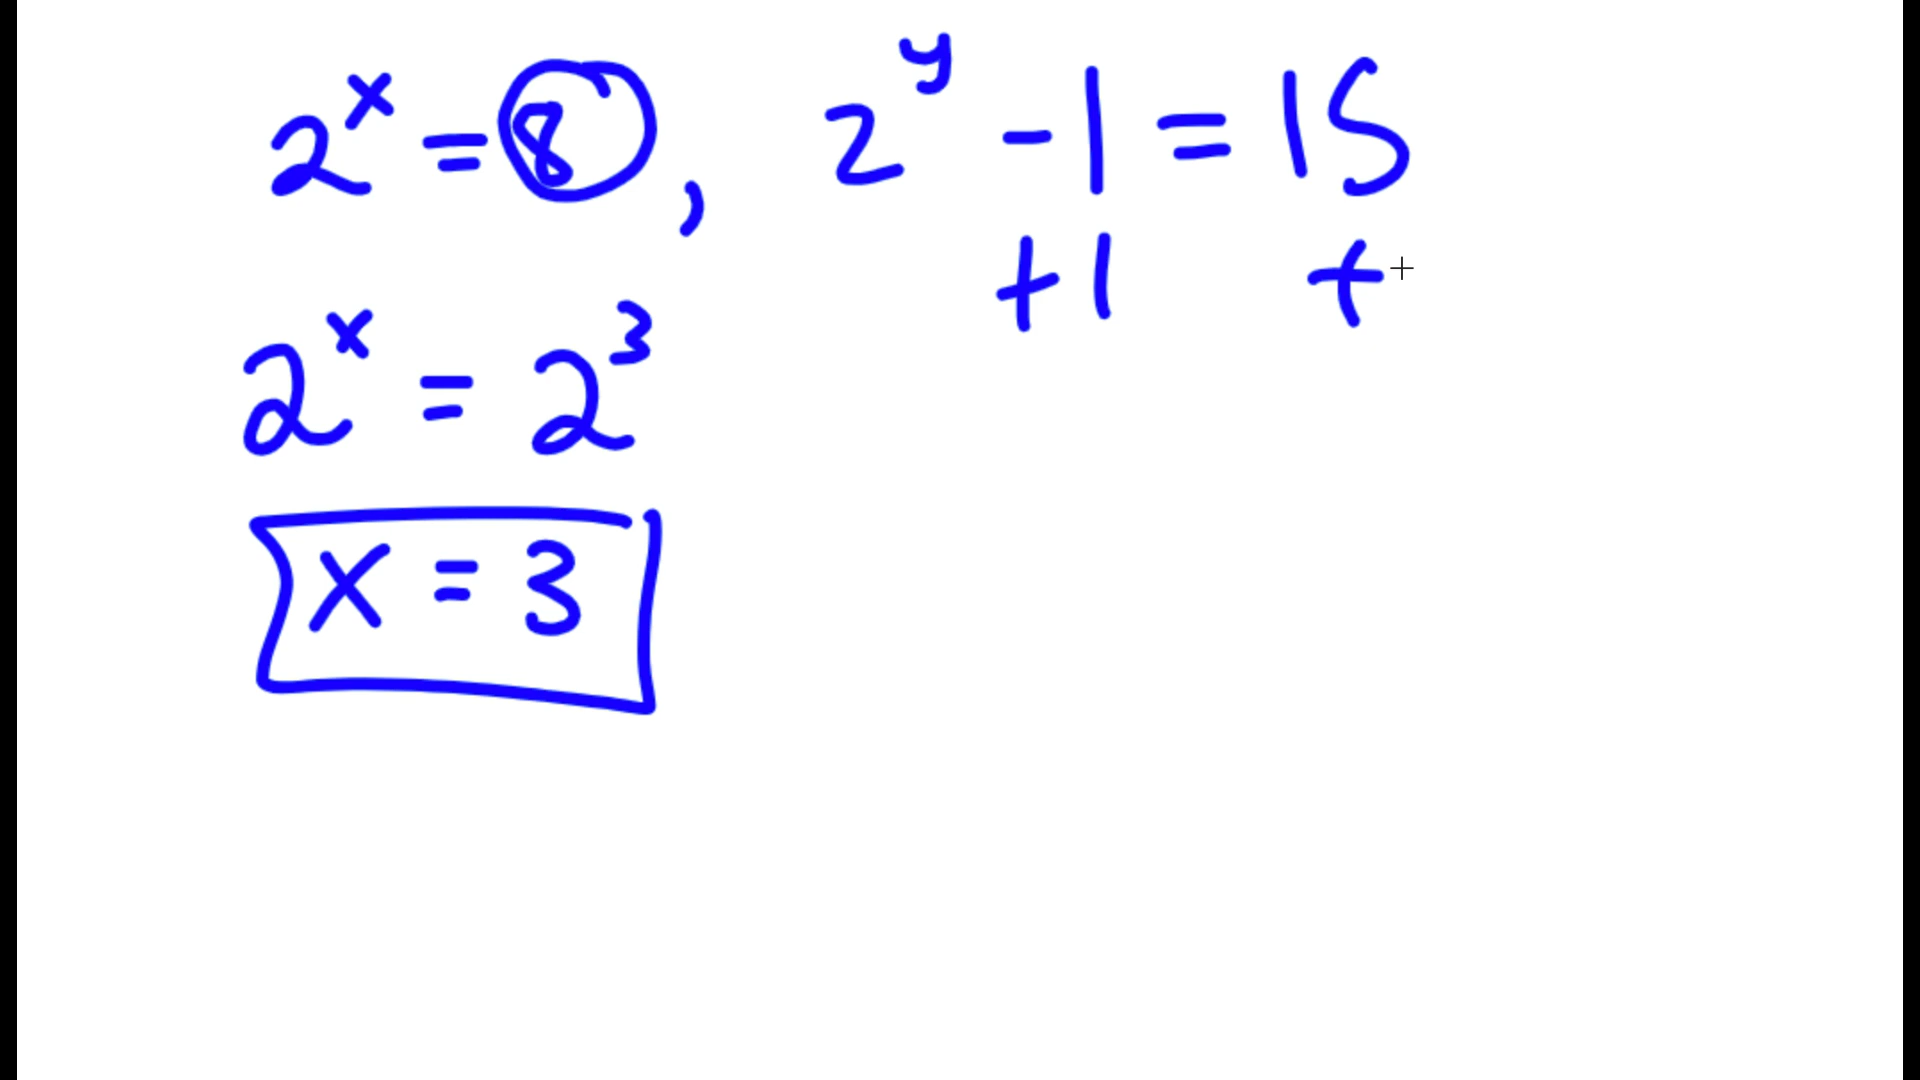 2^x = 8, 2^y - 1 = 15
+1 +
2^x = 2^3
x = 3